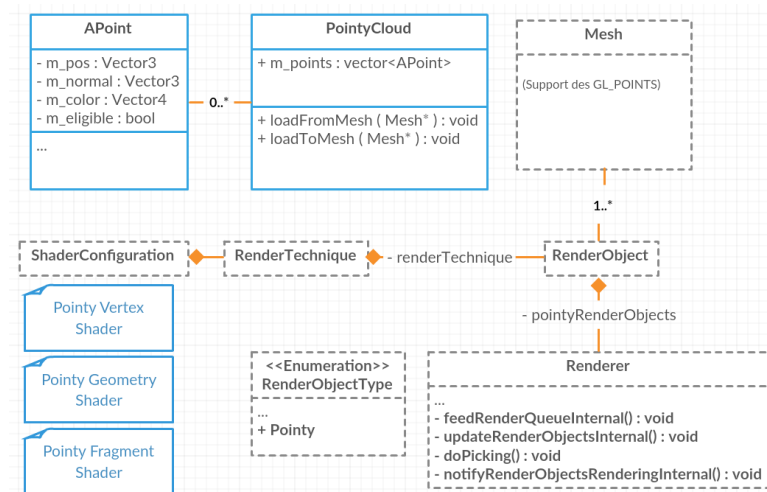 APoint
- m_pos : Vector3
- m_normal : Vector3
- m_color : Vector4
- m_eligible : bool
...
0..*
PointyCloud
+ m_points : vector<APoint>
+ loadFromMesh ( Mesh* ) : void
+ loadToMesh ( Mesh* ) : void
Mesh
(Support des GL_POINTS)
1..*
ShaderConfiguration
RenderTechnique
- renderTechnique
RenderObject
- pointyRenderObjects
Pointy Vertex
Shader
Pointy Geometry
Shader
Pointy Fragment
Shader
<<Enumeration>>
RenderObjectType
...
+ Pointy
Renderer
...
- feedRenderQueueInternal() : void
- updateRenderObjectsInternal() : void
- doPicking() : void
- notifyRenderObjectsRenderingInternal() : void